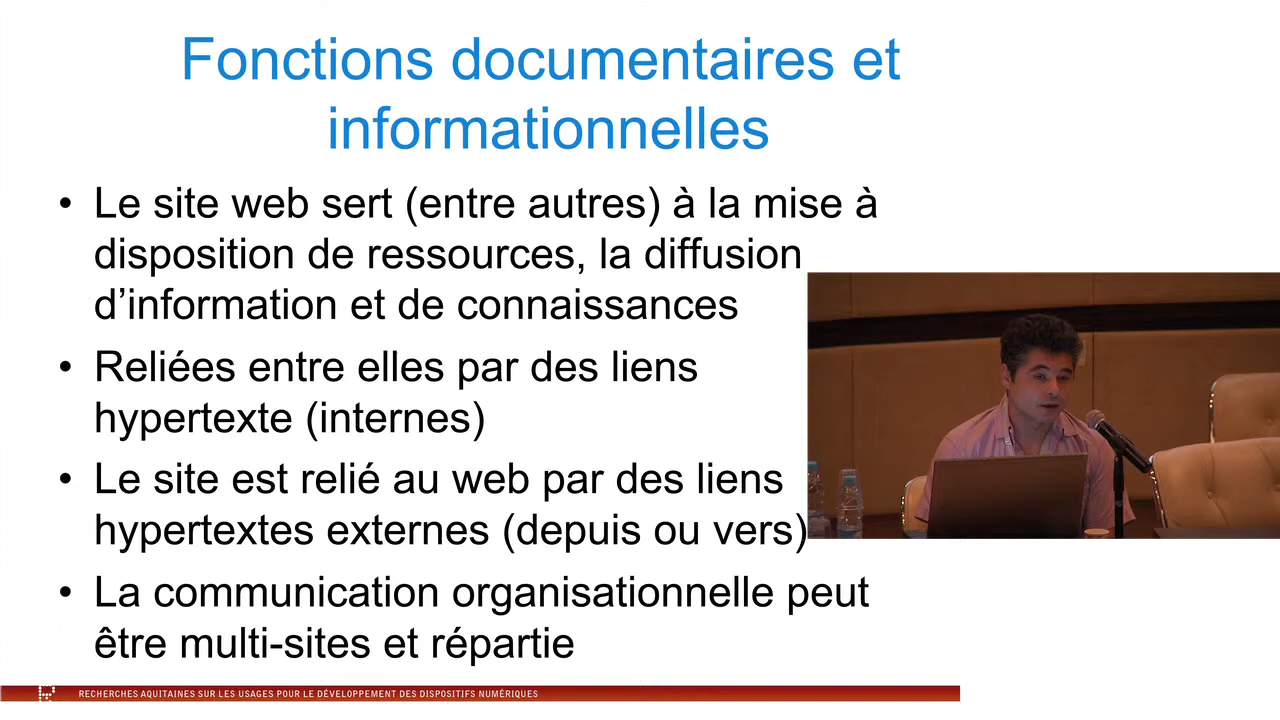 Fonctions documentaires et
informationnelles
• Le site web sert (entre autres) à la mise à
disposition de ressources, la diffusion
d’information et de connaissances
• Reliées entre elles par des liens
hypertexte (internes)
• Le site est relié au web par des liens
hypertextes externes (depuis ou vers)
• La communication organisationnelle peut
être multi-sites et répartie
RECHERCHES AQUITAINES SUR LES USAGES POUR LE DÉVELOPPEMENT DES DISPOSITIFS NUMÉRIQUES